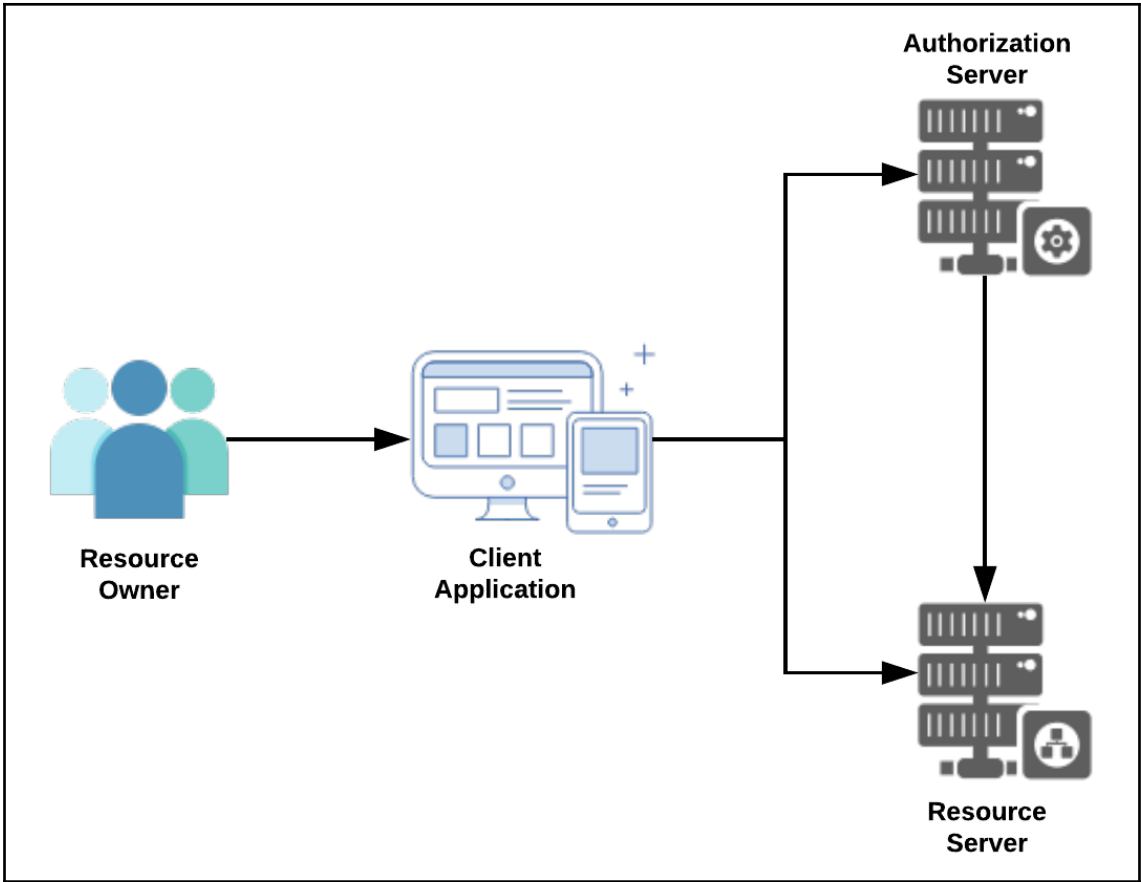 Authorization
Server
Resource
Owner
Client
Application
Resource
Server